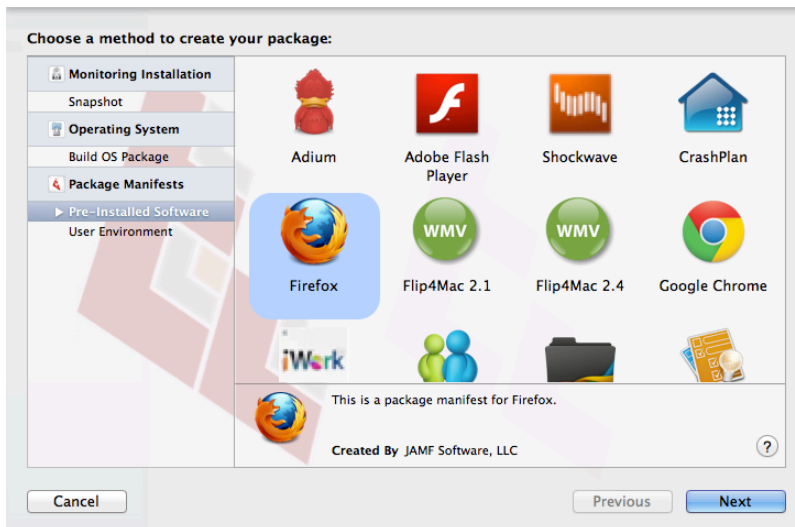 Choose a method to create your package:
Monitoring Installation
Snapshot
Operating System
Build OS Package
Package Manifests
Pre-Installed Software
User Environment
Adium
Adobe Flash
Player
Shockwave
CrashPlan
WMV
WMV
Firefox
Flip4Mac 2.1
Flip4Mac 2.4
Google Chrome
iWork
This is a package manifest for Firefox.
Created By JAMF Software, LLC
?
Cancel
Previous
Next